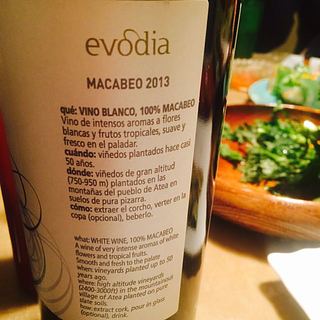 evodia
MACABEO 2013
qué: VINO BLANCO, 100% MACABEO
Vino de intensos aromas a flores
blancas y frutos tropicales, suave y
fresco en el paladar.
cuándo: viñedos plantados hace casi
50 años.
dónde: viñedos de gran altitud
(750-950 m) plantados en las
montañas del pueblo de Atea en
suelos de pura pizarra.
cómo: extraer el corcho, verter en la
copa (opcional), beberlo.
what: WHITE WINE, 100% MACABEO
A wine of very intense aromas of white
flowers and tropical fruits.
Smooth and fresh to the palate
when: vineyards planted up to 50
years ago.
where: high altitude vineyards
(2400-3000ft) in the mountainous
village of Atea planted on pure
slate soils.
how: extract cork, pour in glass
(optional), drink.